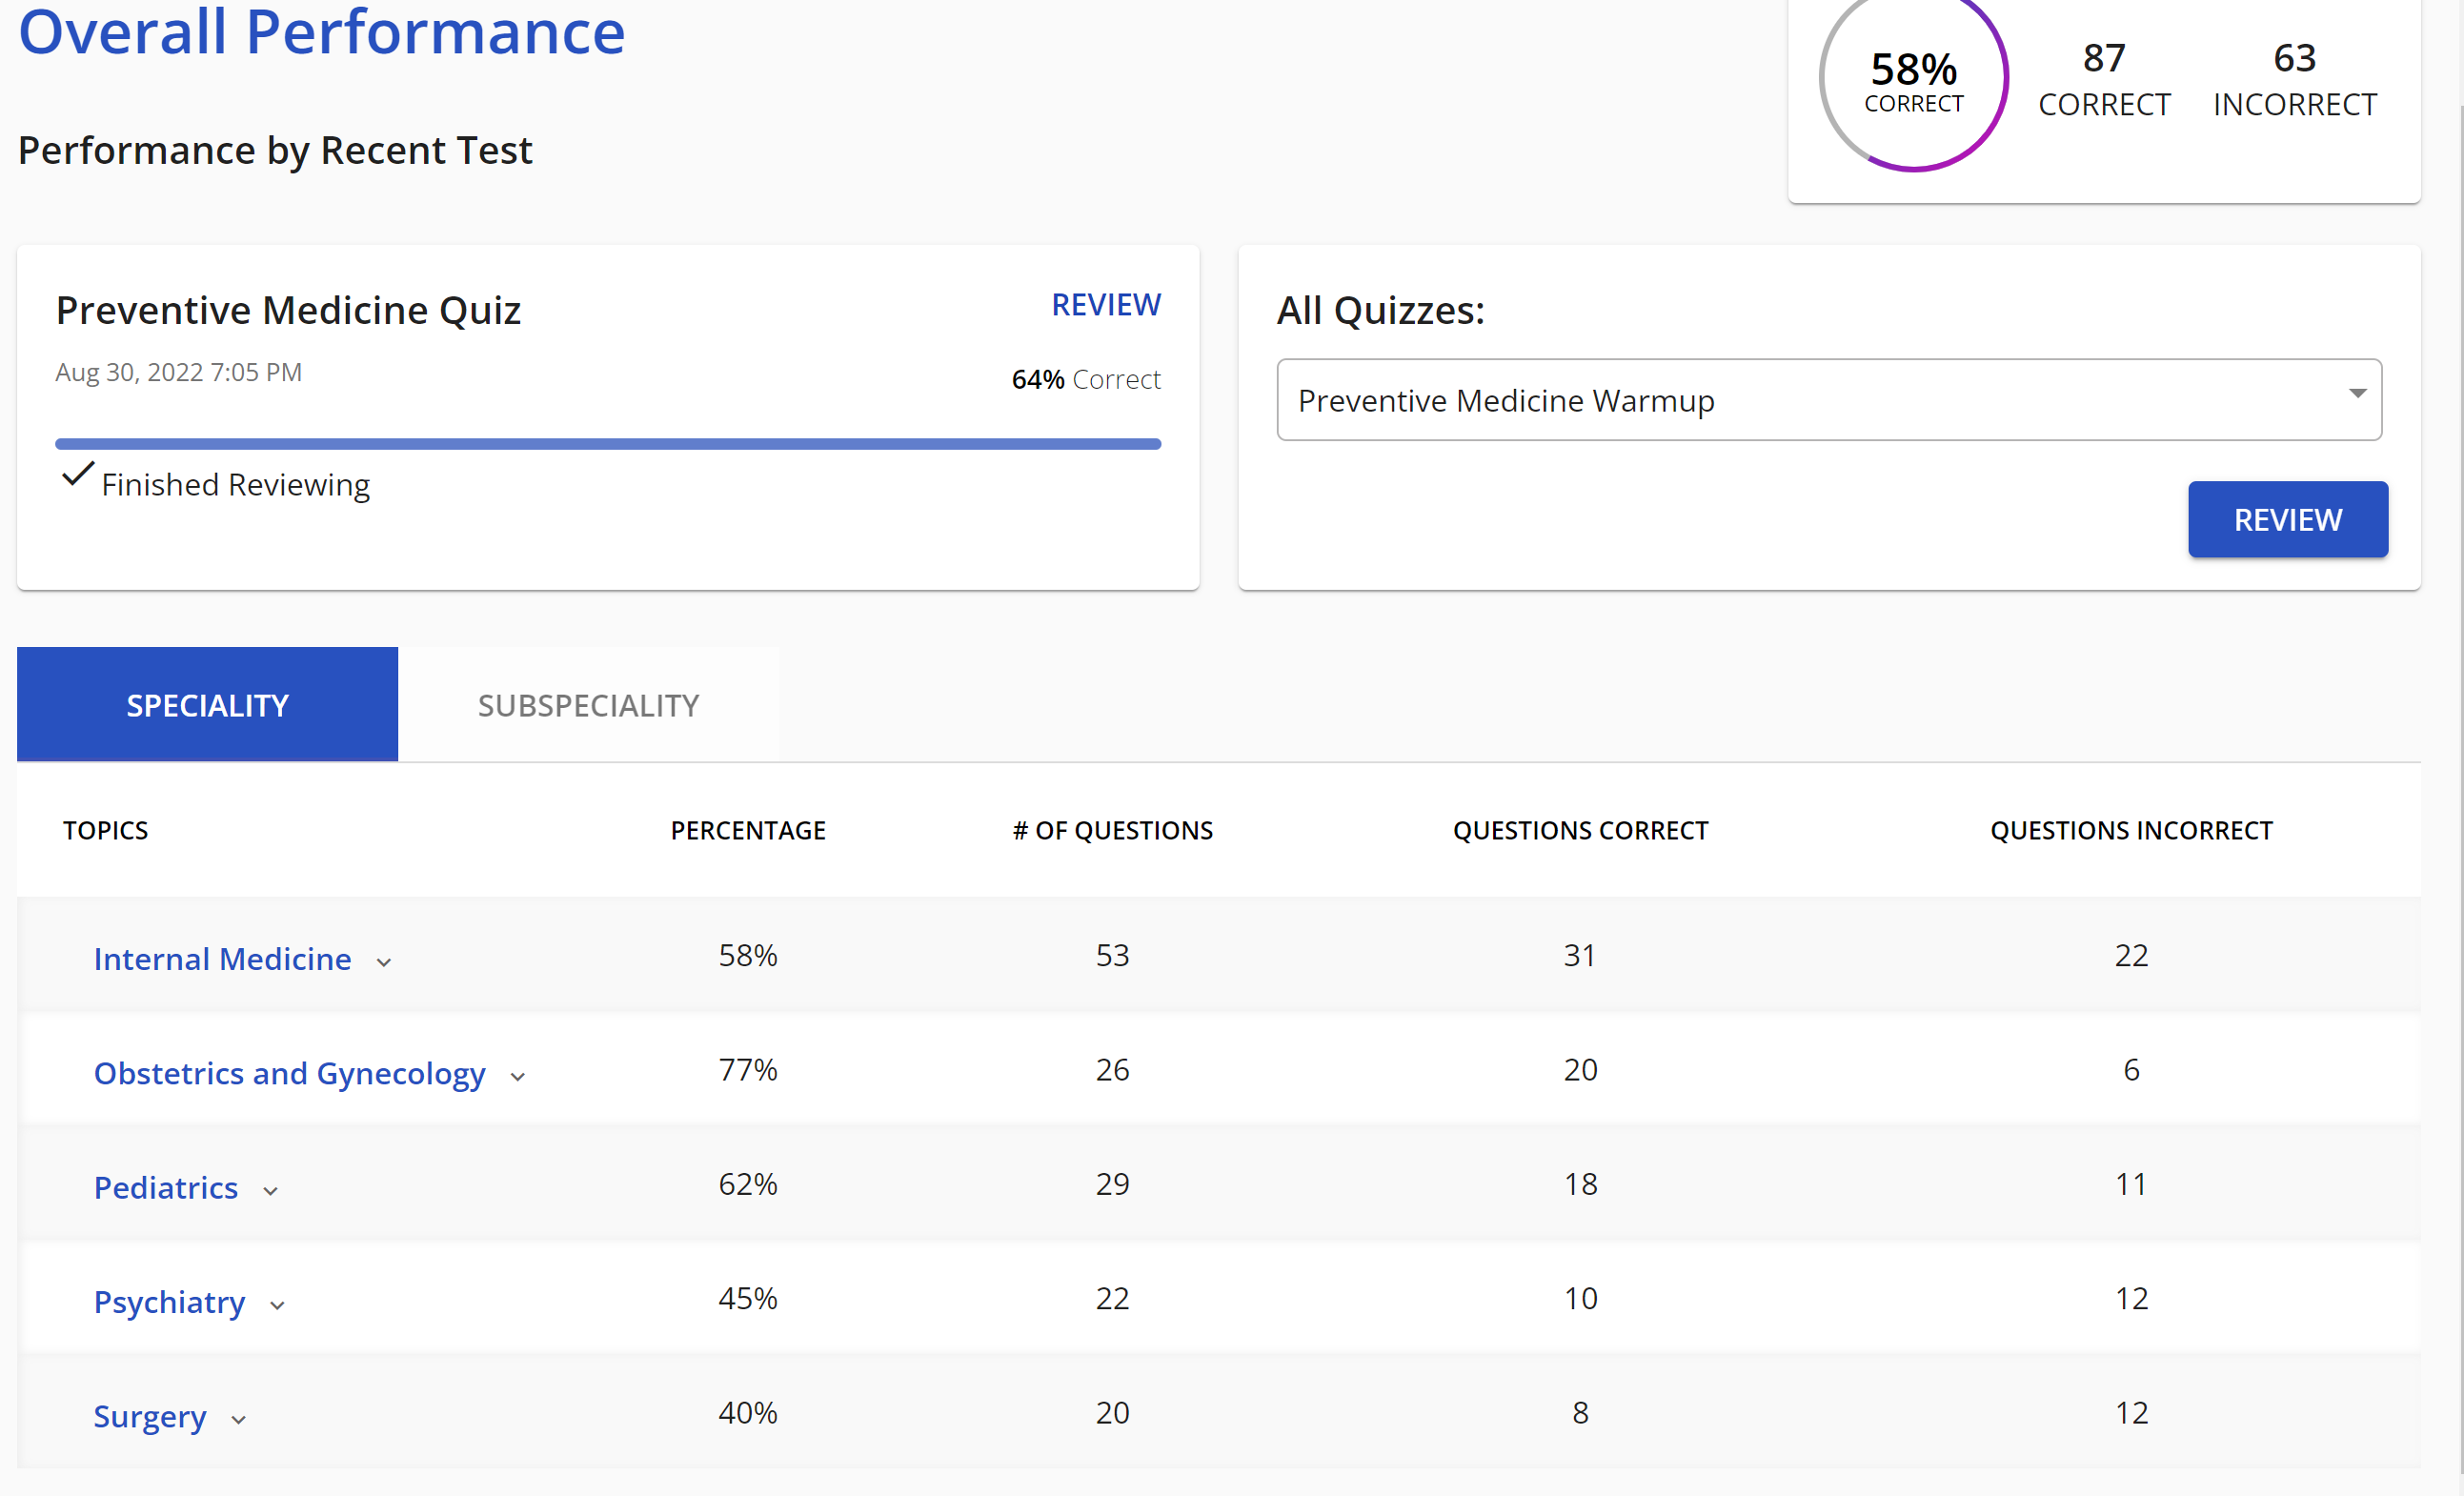 Overall Performance
58%
CORRECT
87
CORRECT
63
INCORRECT
Performance by Recent Test
Preventive Medicine Quiz
REVIEW
Aug 30, 2022 7:05 PM
64% Correct
Finished Reviewing
All Quizzes:
Preventive Medicine Warmup
REVIEW
SPECIALITY SUBSPECIALITY
TOPICS PERCENTAGE # OF QUESTIONS QUESTIONS CORRECT QUESTIONS INCORRECT
Internal Medicine 58% 53 31 22
Obstetrics and Gynecology 77% 26 20 6
Pediatrics 62% 29 18 11
Psychiatry 45% 22 10 12
Surgery 40% 20 8 12